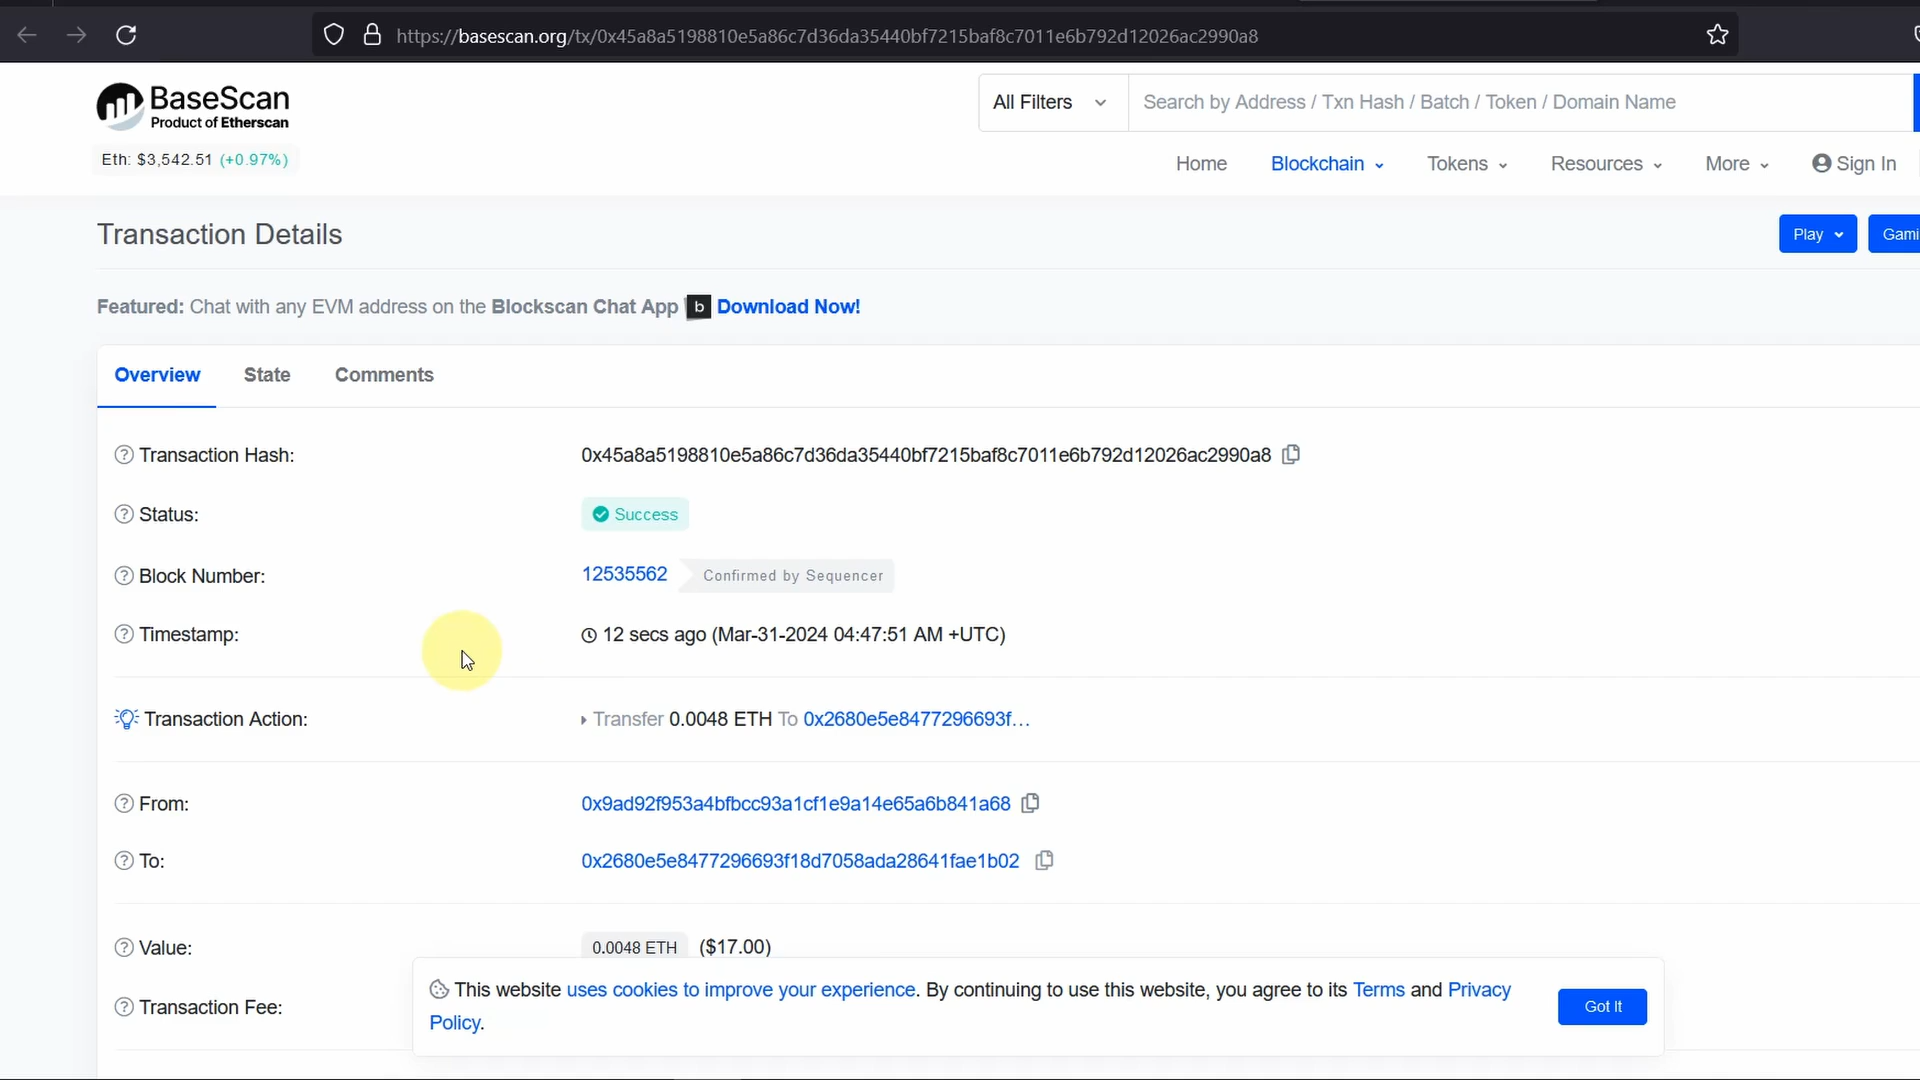 https://basescan.org/tx/0x45a8a5198810e5a86c7d36da35440bf7215baf8c7011e6b792d12026ac2990a8
BaseScan
Product of Etherscan
All Filters
Search by Address / Txn Hash / Batch / Token / Domain Name
Eth: $3,542.51 (+0.97%)
Home Blockchain Tokens Resources More Sign In
Transaction Details
Play Gami
Featured: Chat with any EVM address on the Blockscan Chat App b Download Now!
Overview State Comments
Transaction Hash: 0x45a8a5198810e5a86c7d36da35440bf7215baf8c7011e6b792d12026ac2990a8
Status: Success
Block Number: 12535562 Confirmed by Sequencer
Timestamp: 12 secs ago (Mar-31-2024 04:47:51 AM +UTC)
Transaction Action: Transfer 0.0048 ETH To 0x2680e5e8477296693f...
From: 0x9ad92f953a4bfbcc93a1cf1e9a14e65a6b841a68
To: 0x2680e5e8477296693f18d7058ada28641fae1b02
Value: 0.0048 ETH ($17.00)
Transaction Fee:
This website uses cookies to improve your experience. By continuing to use this website, you agree to its Terms and Privacy
Policy.
Got It